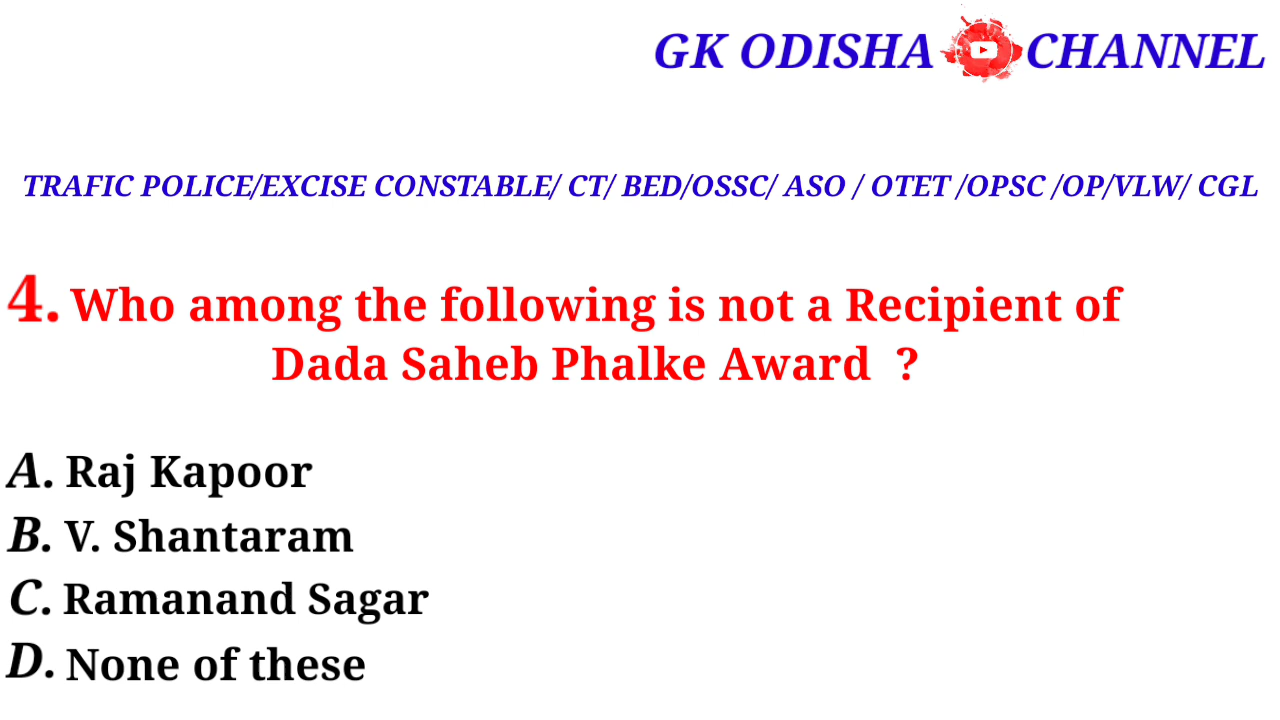 GK ODISHA CHANNEL
TRAFIC POLICE/EXCISE CONSTABLE/ CT/ BED/OSSC/ ASO / OTET /OPSC /OP/VLW/ CGL
4. Who among the following is not a Recipient of
Dada Saheb Phalke Award ?
A. Raj Kapoor
B. V. Shantaram
C. Ramanand Sagar
D. None of these